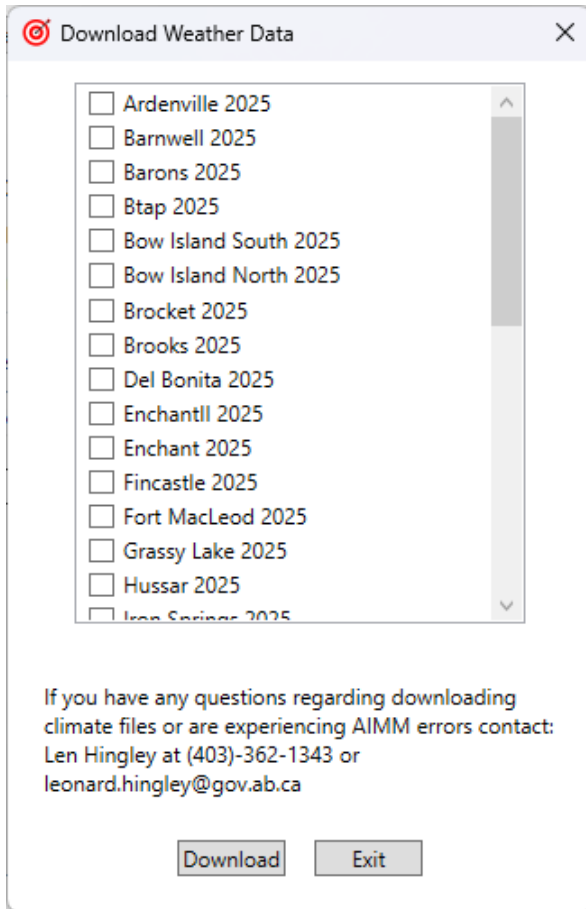 Download Weather Data
Ardenville 2025
Barnwell 2025
Barons 2025
Btap 2025
Bow Island South 2025
Bow Island North 2025
Brocket 2025
Brooks 2025
Del Bonita 2025
EnchantII 2025
Enchant 2025
Fincastle 2025
Fort MacLeod 2025
Grassy Lake 2025
Hussar 2025
Iron Springs 2025
If you have any questions regarding downloading
climate files or are experiencing AIMM errors contact:
Len Hingley at (403)-362-1343 or
leonard.hingley@gov.ab.ca
Download
Exit